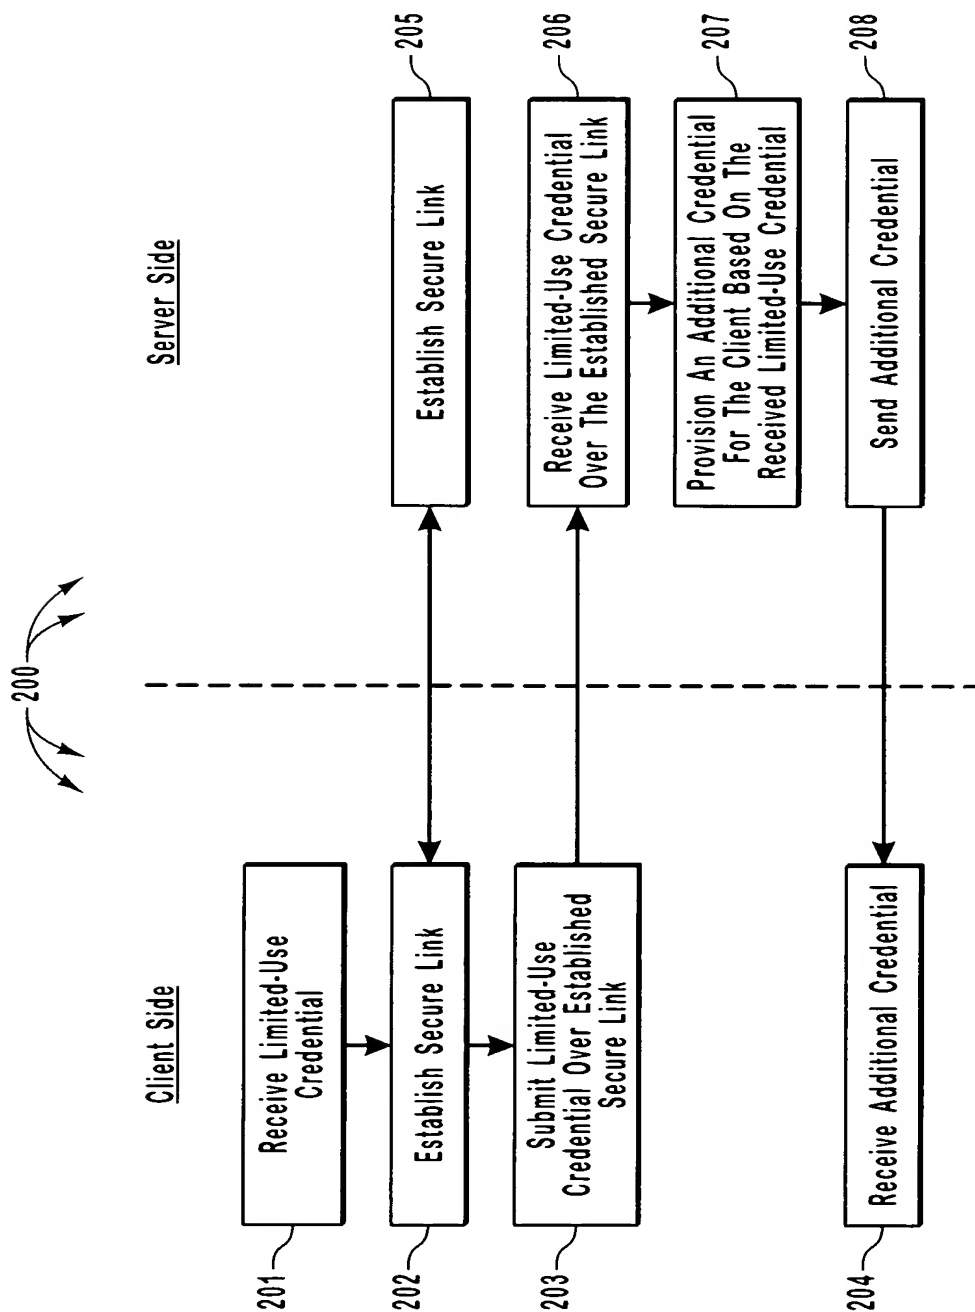 200
Client Side
Server Side
201
Receive Limited-Use
Credential
202
Establish Secure Link
Establish Secure Link
205
203
Submit Limited-Use
Credential Over Established
Secure Link
Receive Limited-Use Credential
Over The Established Secure Link
206
Provision An Additional Credential
For The Client Based On The
Received Limited-Use Credential
207
204
Receive Additional Credential
Send Additional Credential
208